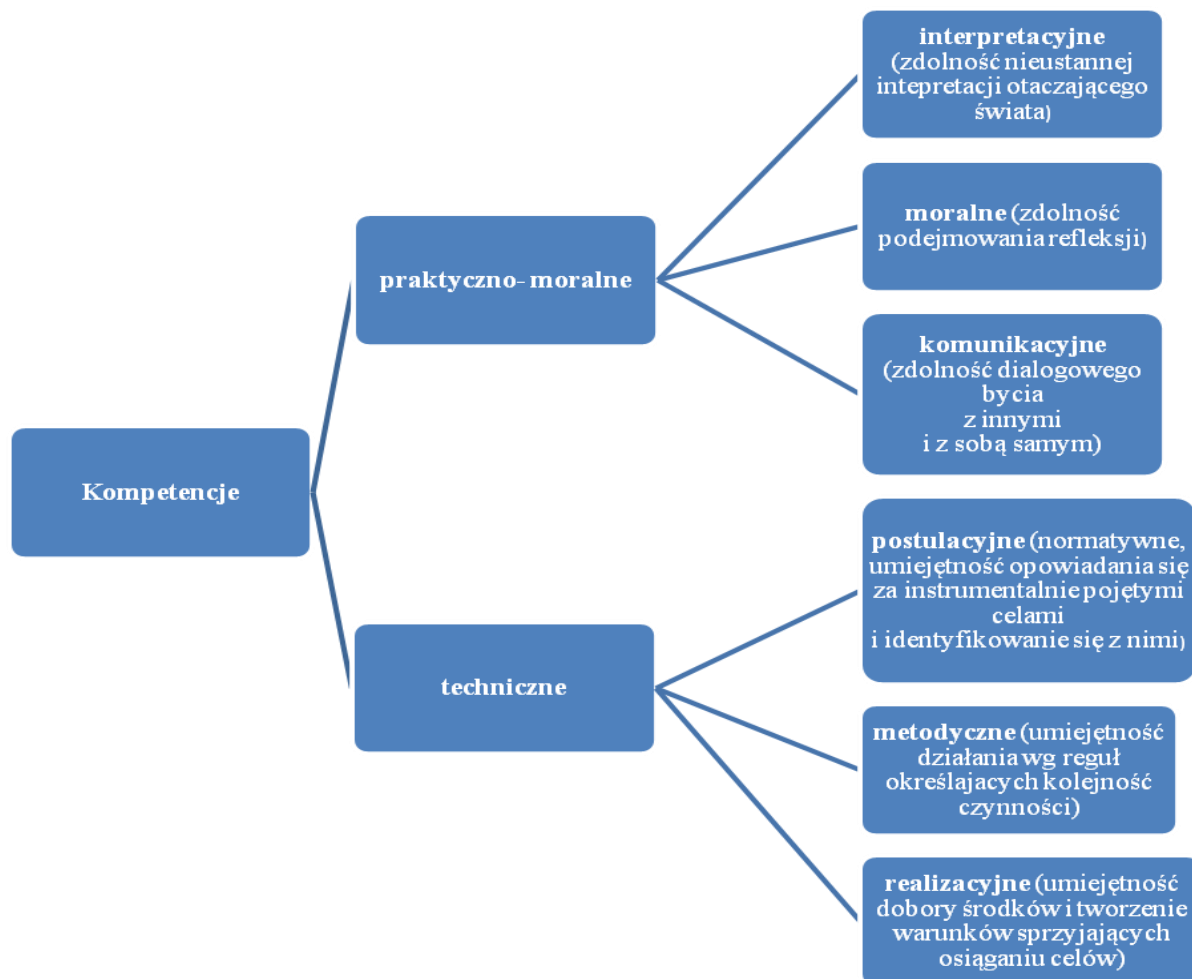 interpretacyjne
(zdolność nieustannej
intepretacji otaczającego
świata)
moralne (zdolność
podejmowania refleksji)
praktyczno- moralne
komunikacyjne
(zdolność dialogowego
bycia
z innymi
i z sobą samym)
Kompetencje
postulacyjne (normatywne,
umiejętność opowiadania się
za instrumentalnie pojętymi
celami
i identyfikowanie się z nimi)
techniczne
metodyczne (umiejętność
działania wg reguł
określajacych kolejność
czynności)
realizacyjne (umiejętność
dobory środków i tworzenie
warunków sprzyjających
osiąganiu celów)